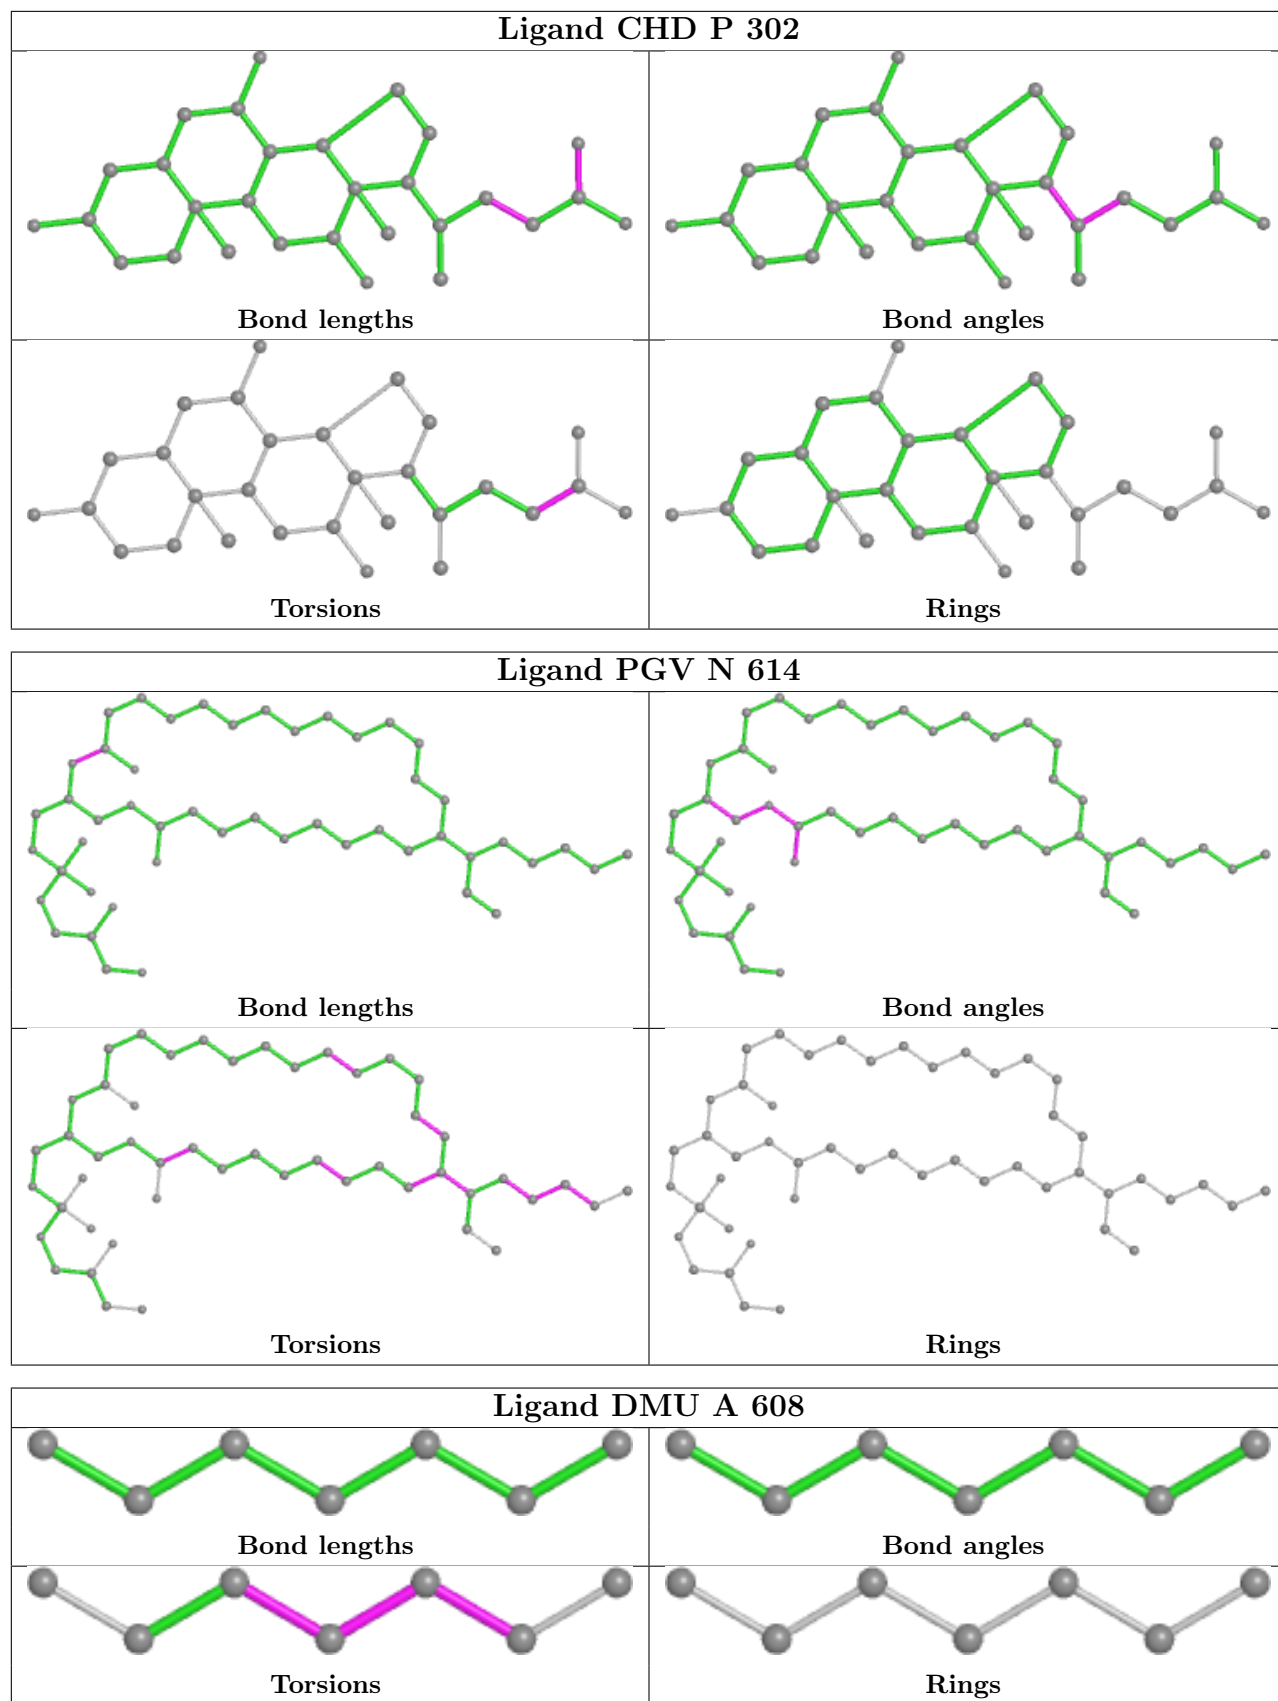 Ligand CHD P 302
Bond lengths
Bond angles
Torsions
Rings
Ligand PGV N 614
Bond lengths
Bond angles
Torsions
Rings
Ligand DMU A 608
Bond lengths
Bond angles
Torsions
Rings